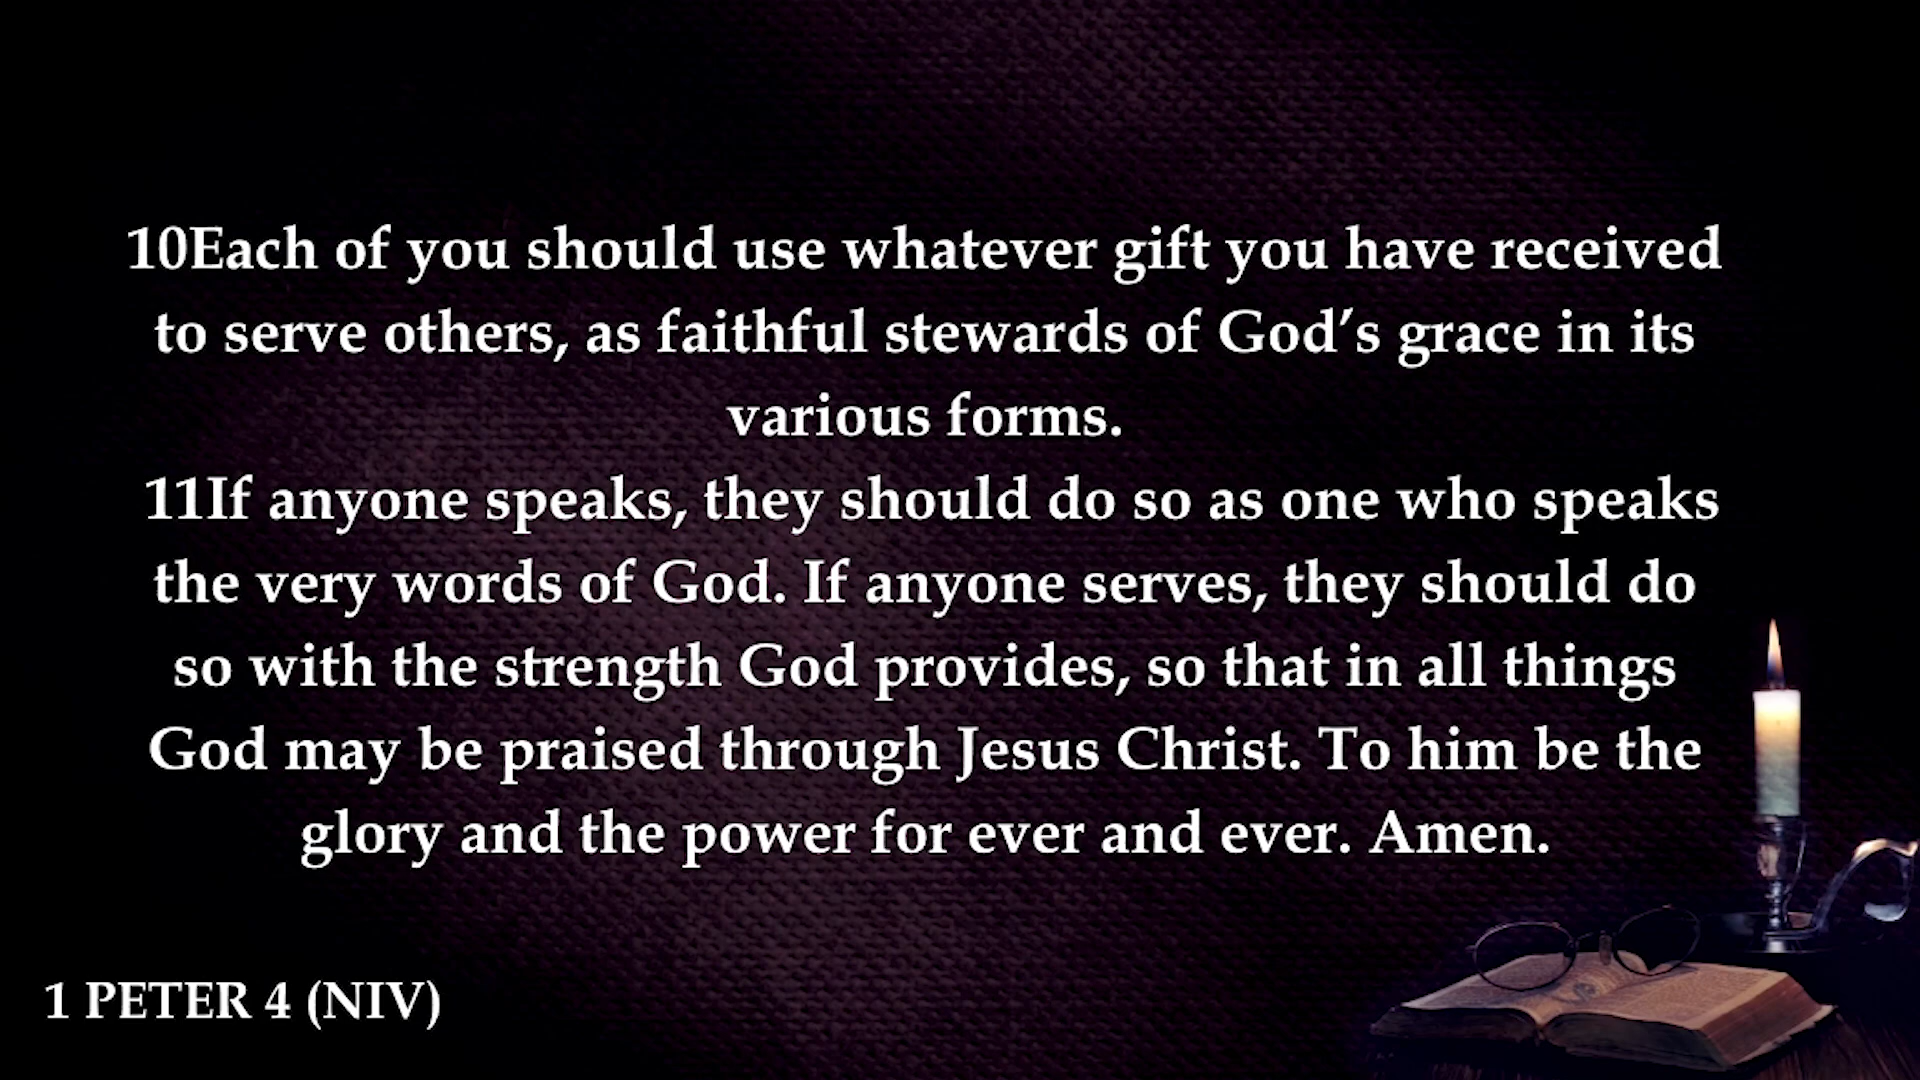 10Each of you should use whatever gift you have received
to serve others, as faithful stewards of God’s grace in its
various forms.
11If anyone speaks, they should do so as one who speaks
the very words of God. If anyone serves, they should do
so with the strength God provides, so that in all things
God may be praised through Jesus Christ. To him be the
glory and the power for ever and ever. Amen.
1 PETER 4 (NIV)